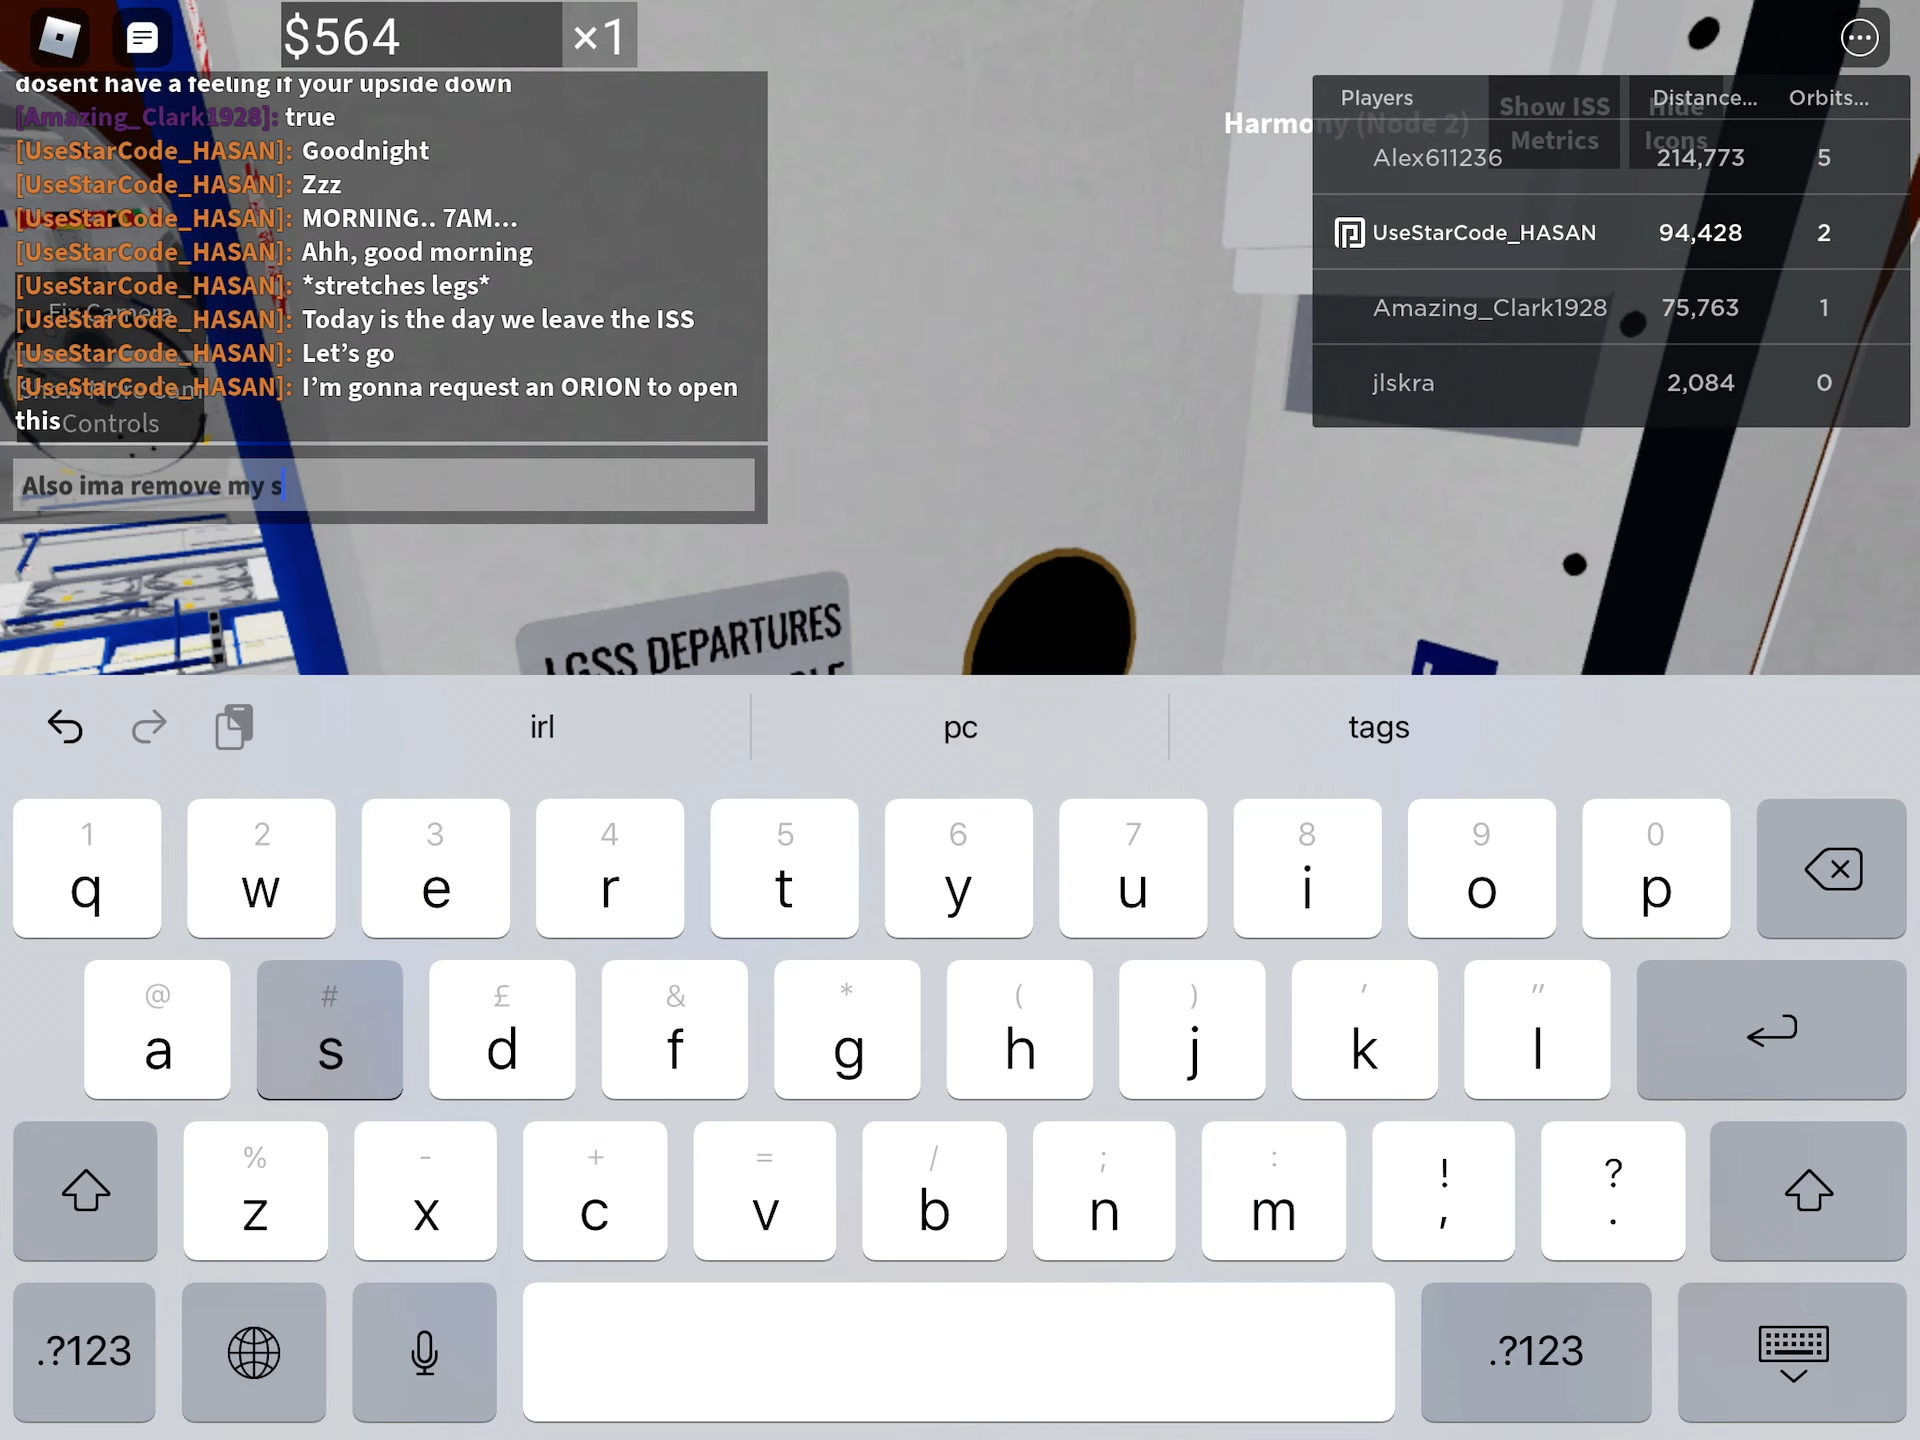 $564 ×1
dosent have a feeling if your upside down
[Amazing_Clark1928]: true
[UseStarCode_HASAN]: Goodnight
[UseStarCode_HASAN]: Zzz
[UseStarCode_HASAN]: MORNING.. 7AM...
[UseStarCode_HASAN]: Ahh, good morning
[UseStarCode_HASAN]: *stretches legs*
[UseStarCode_HASAN]: Today is the day we leave the ISS
[UseStarCode_HASAN]: Let's go
[UseStarCode_HASAN]: I'm gonna request an ORION to open
this
Fix Camera
Controls
Also ima remove my s
Harmony (Node 2)
Show ISS
Metrics
Hide
Icons
Players Distance... Orbits...
Alex611236 214,773 5
UseStarCode_HASAN 94,428 2
Amazing_Clark1928 75,763 1
jlskra 2,084 0
DEPARTURES
irl pc tags
1 2 3 4 5 6 7 8 9 0
q w e r t y u i o p
@ # £ & * ( ) ' "
a s d f g h j k l
% - + = / ; : ! ?
z x c v b n m , .
.?123 .?123